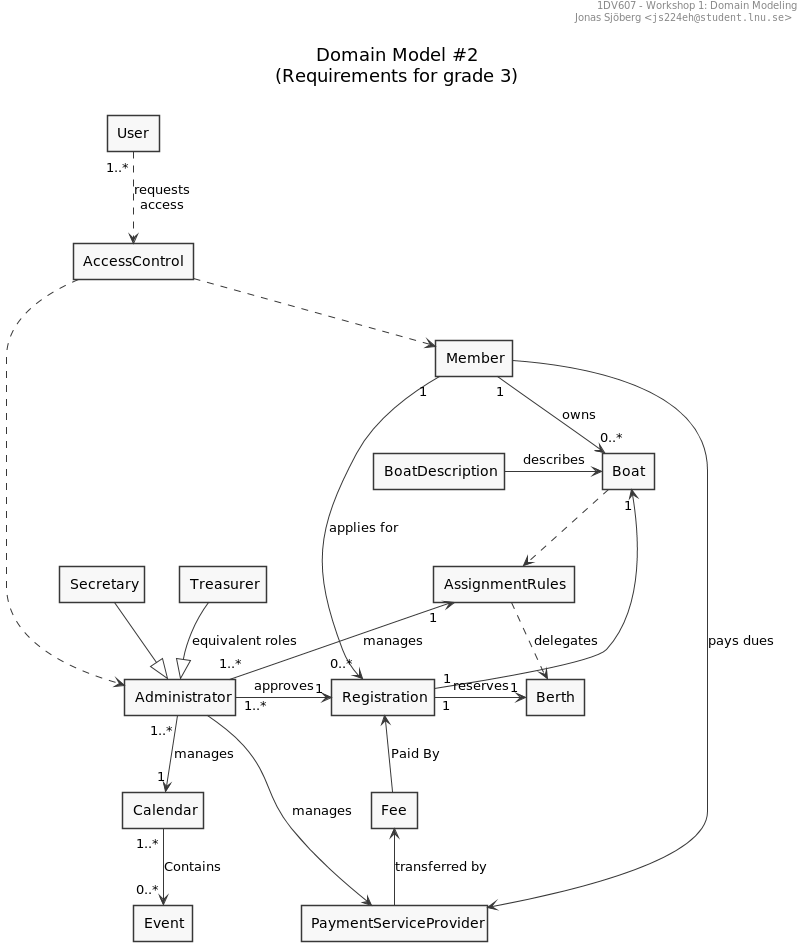 1DV607 - Workshop 1: Domain Modeling
Jonas Sjöberg <js224eh@student.lnu.se>
Domain Model #2
(Requirements for grade 3)
User
1..*
requests
access
AccessControl
Member
1
1
owns
0..*
BoatDescription
describes
Boat
1
applies for
Secretary
Treasurer
AssignmentRules
1
equivalent roles
manages
delegates
pays dues
1..*
0..*
Administrator
approves
1
1..*
Registration
1
reserves
1
1
Berth
1..*
manages
1
Paid By
Calendar
manages
Fee
1..*
Contains
transferred by
0..*
Event
PaymentServiceProvider